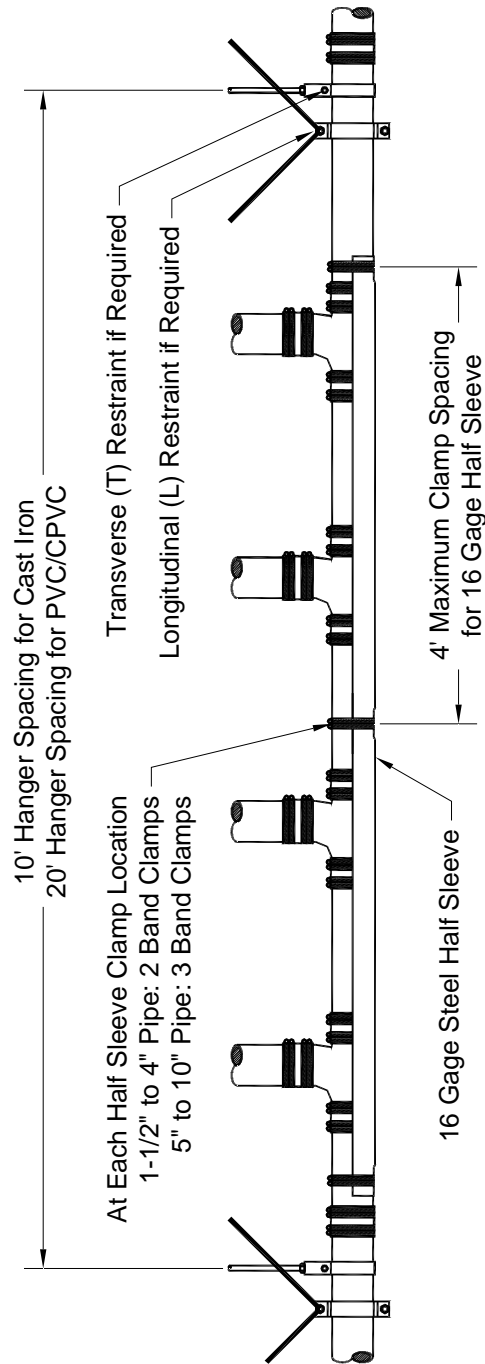 10' Hanger Spacing for Cast Iron
20' Hanger Spacing for PVC/CPVC
At Each Half Sleeve Clamp Location
1-1/2" to 4" Pipe: 2 Band Clamps
5" to 10" Pipe: 3 Band Clamps
Transverse (T) Restraint if Required
Longitudinal (L) Restraint if Required
16 Gage Steel Half Sleeve
4' Maximum Clamp Spacing
for 16 Gage Half Sleeve